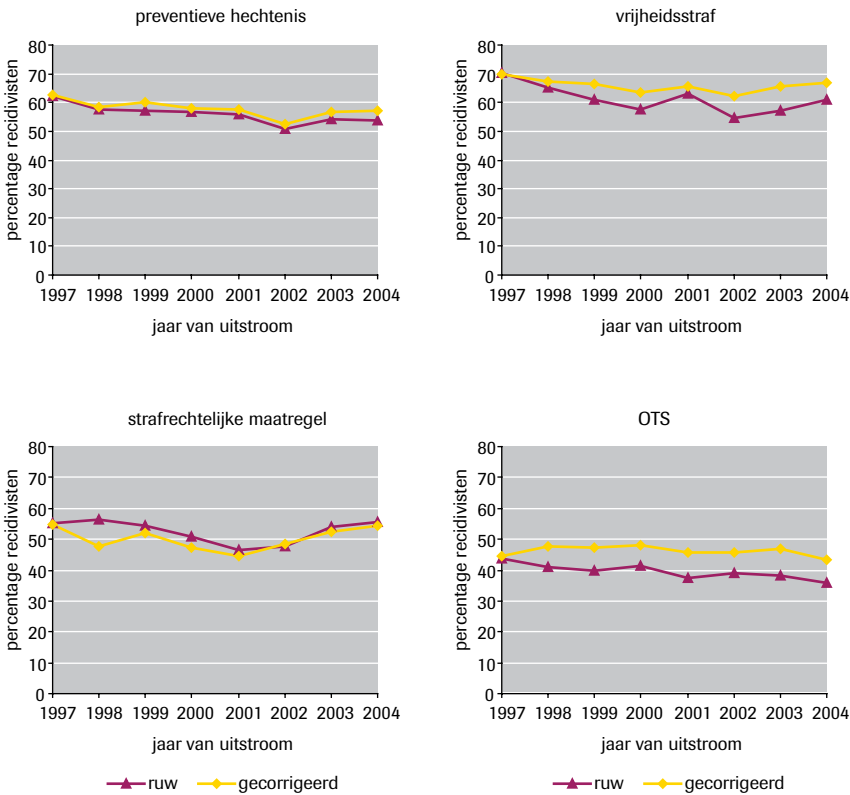 preventieve hechtenis
percentage recidivisten
80
70
60
50
40
30
20
10
0
1997 1998 1999 2000 2001 2002 2003 2004
jaar van uitstroom
vrijheidsstraf
percentage recidivisten
80
70
60
50
40
30
20
10
0
1997 1998 1999 2000 2001 2002 2003 2004
jaar van uitstroom
strafrechtelijke maatregel
percentage recidivisten
80
70
60
50
40
30
20
10
0
1997 1998 1999 2000 2001 2002 2003 2004
jaar van uitstroom
ruw gecorrigeerd
OTS
percentage recidivisten
80
70
60
50
40
30
20
10
0
1997 1998 1999 2000 2001 2002 2003 2004
jaar van uitstroom
ruw gecorrigeerd